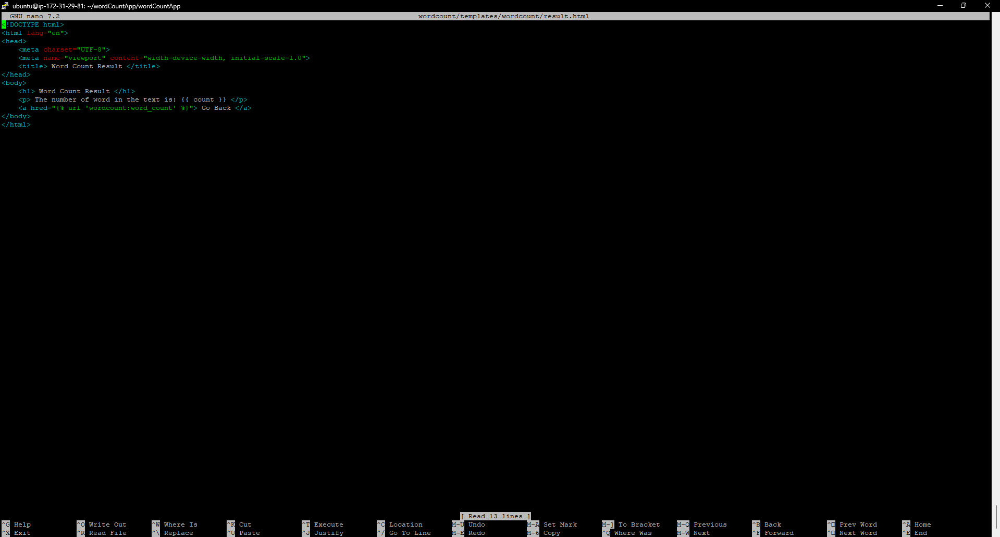 ubuntu@ip-172-31-29-81: ~/wordCountApp/wordCountApp
GNU nano 7.2 wordcount/templates/wordcount/result.html
<!DOCTYPE html>
<html lang="en">
<head>
    <meta charset="UTF-8">
    <meta name="viewport" content="width=device-width, initial-scale=1.0">
    <title> Word Count Result </title>
</head>
<body>
    <h1> Word Count Result </h1>
    <p> The number of word in the text is: {{ count }} </p>
    <a hred="{% url 'wordcount:word_count' %}"> Go Back </a>
</body>
</html>
[ Read 13 lines ]
^G Help ^O Write Out ^W Where Is ^K Cut ^T Execute ^C Location M-U Undo M-A Set Mark M-] To Bracket M-Q Previous ^B Back ^□ Prev Word ^A Home
^X Exit ^R Read File ^\ Replace ^U Paste ^J Justify ^/ Go To Line M-E Redo M-6 Copy ^Q Where Was M-W Next ^F Forward ^□ Next Word ^E End